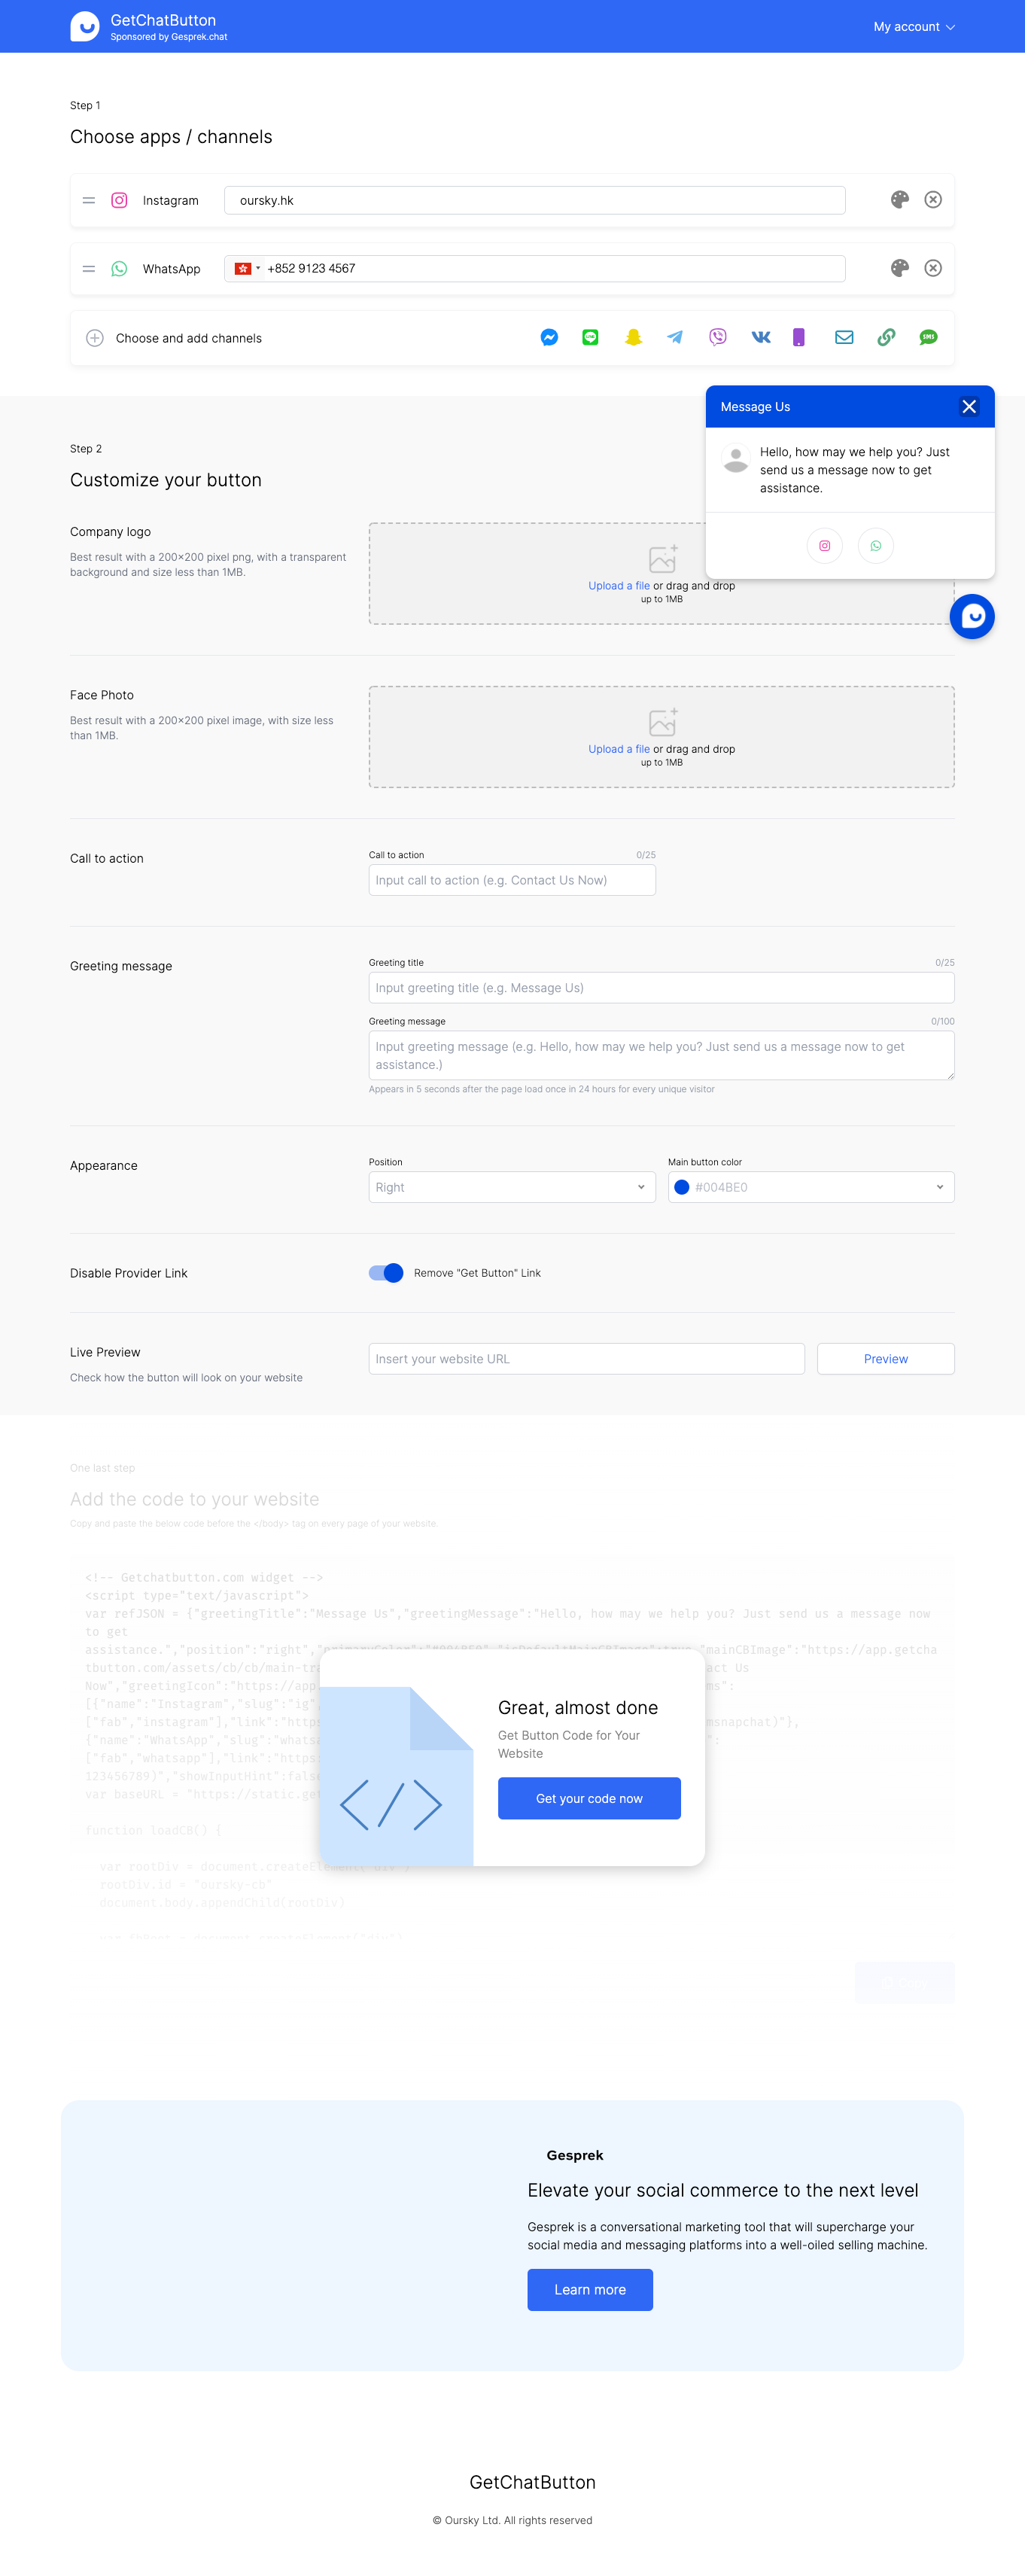 GetChatButton
Sponsored by Gesprek.chat
My account
Step 1
Choose apps / channels
Instagram
oursky.hk
WhatsApp
+852 9123 4567
Choose and add channels
Message Us
Hello, how may we help you? Just
send us a message now to get
assistance.
Step 2
Customize your button
Company logo
Best result with a 200x200 pixel png, with a transparent
background and size less than 1MB.
Upload a file or drag and drop
up to 1MB
Face Photo
Best result with a 200x200 pixel image, with size less
than 1MB.
Upload a file or drag and drop
up to 1MB
Call to action
Call to action
0/25
Input call to action (e.g. Contact Us Now)
Greeting message
Greeting title
0/25
Input greeting title (e.g. Message Us)
Greeting message
0/100
Input greeting message (e.g. Hello, how may we help you? Just send us a message now to get
assistance.)
Appears in 5 seconds after the page load once in 24 hours for every unique visitor
Appearance
Position
Right
Main button color
#004BE0
Disable Provider Link
Remove "Get Button" Link
Live Preview
Check how the button will look on your website
Insert your website URL
Preview
One last step
Add the code to your website
Copy and paste the below code before the </body> tag on every page of your website.
<!-- Getchatbutton.com widget -->
<script type="text/javascript">
var refJSON = {"greetingTitle":"Message Us","greetingMessage":"Hello, how may we help you? Just send us a message now
to get
assistance.","position":"right", "mainCBImage":"https://app.getcha
tbutton.com/assets/cb/cb/main-tra act Us
Now","greetingIcon":"https://app. ms":
[{"name":"Instagram","slug":"ig",
["fab","instagram"],"link":"https msnapchat)"},
{"name":"WhatsApp","slug":"whatsa ":
["fab","whatsapp"],"link":"https:
123456789)","showInputHint":false
var baseURL = "https://static.get
function loadCB() {
var rootDiv = document.createElement("div")
rootDiv.id = "oursky-cb"
document.body.appendChild(rootDiv)
Great, almost done
Get Button Code for Your
Website
Get your code now
Gesprek
Elevate your social commerce to the next level
Gesprek is a conversational marketing tool that will supercharge your
social media and messaging platforms into a well-oiled selling machine.
Learn more
GetChatButton
© Oursky Ltd. All rights reserved